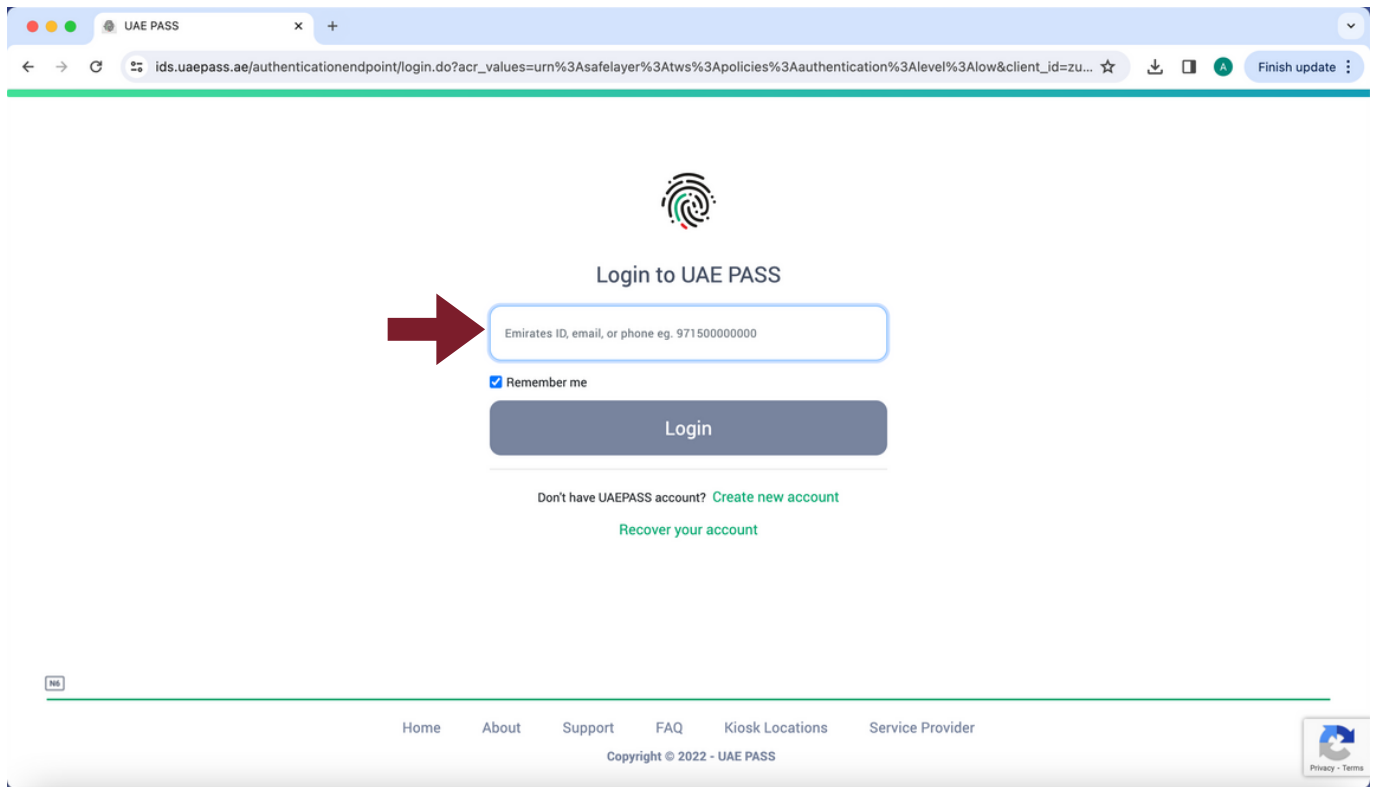 UAE PASS
ids.uaepass.ae/authenticationendpoint/login.do?acr_values=urn%3Asafelayer%3Atws%3Apolicies%3Aauthentication%3Alevel%3Alow&client_id=zu...
A
Finish update
Login to UAE PASS
Emirates ID, email, or phone eg. 971500000000
Remember me
Login
Don't have UAEPASS account? Create new account
Recover your account
N6
Home About Support FAQ Kiosk Locations Service Provider
Copyright © 2022 - UAE PASS
Privacy - Terms